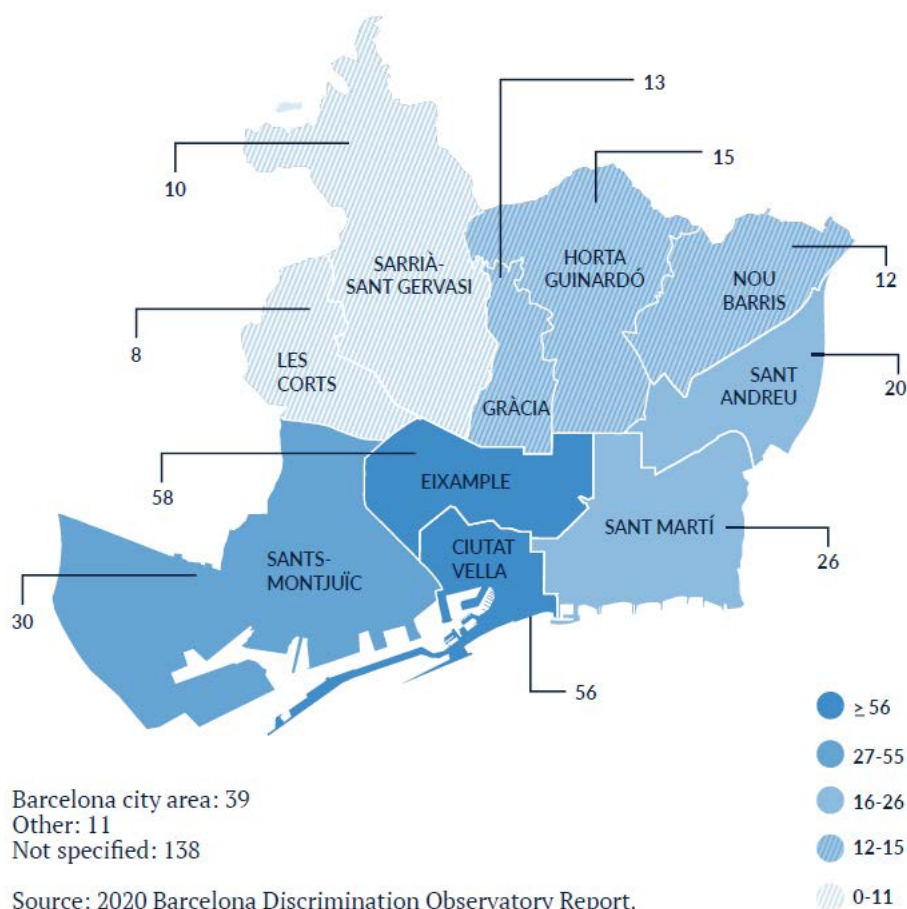 13
15
10
HORTA
GUINARDÓ
SARRIÀ-
SANT GERVASI
NOU
BARRIS
12
8
LES
CORTS
SANT
ANDREU
20
GRÀCIA
58
EIXAMPLE
SANT MARTÍ
26
CIUTAT
VELLA
SANTS-
MONTJUÏC
30
56
≥ 56
27-55
16-26
12-15
0-11
Barcelona city area: 39
Other: 11
Not specified: 138
Source: 2020 Barcelona Discrimination Observatory Report.